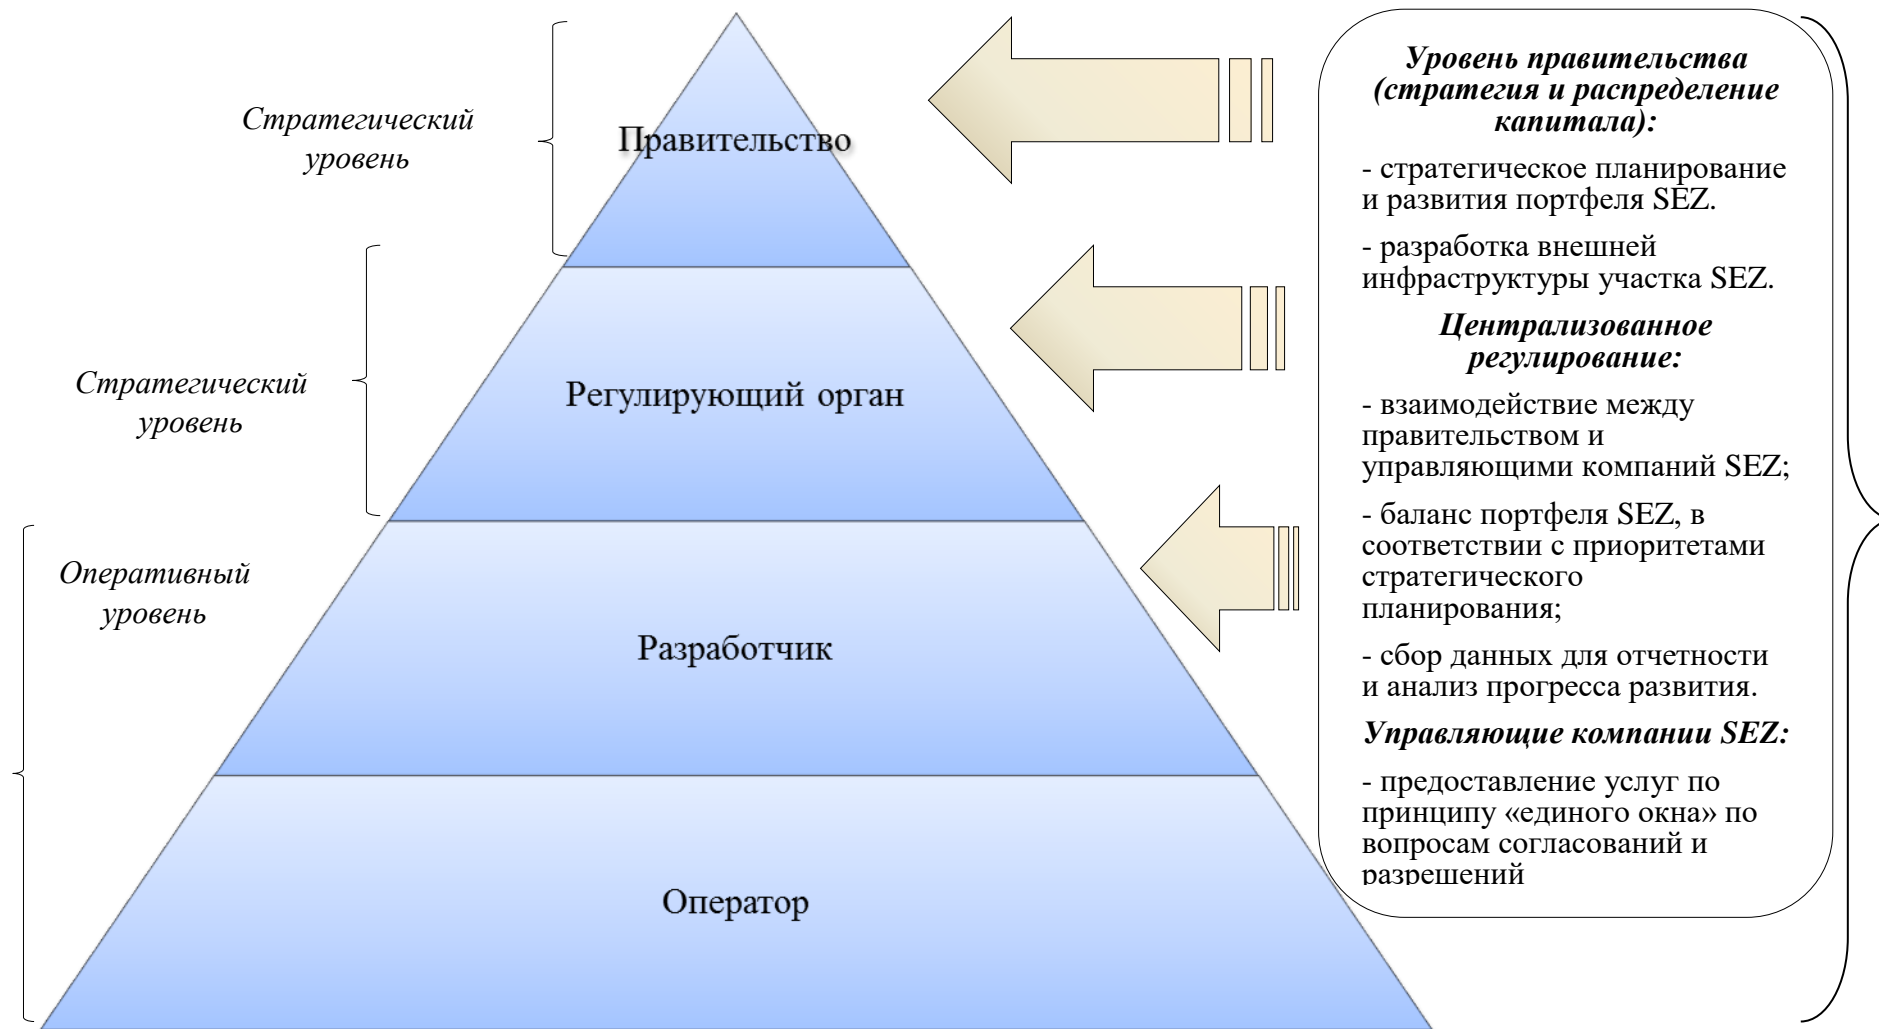 Стратегический
уровень
Стратегический
уровень
Оперативный
уровень
Правительство
Регулирующий орган
Разработчик
Оператор
Уровень правительства
(стратегия и распределение
капитала):
- стратегическое планирование
и развития портфеля SEZ.
- разработка внешней
инфраструктуры участка SEZ.
Централизованное
регулирование:
- взаимодействие между
правительством и
управляющими компаний SEZ;
- баланс портфеля SEZ, в
соответствии с приоритетами
стратегического
планирования;
- сбор данных для отчетности
и анализ прогресса развития.
Управляющие компании SEZ:
- предоставление услуг по
принципу «единого окна» по
вопросам согласований и
разрешений